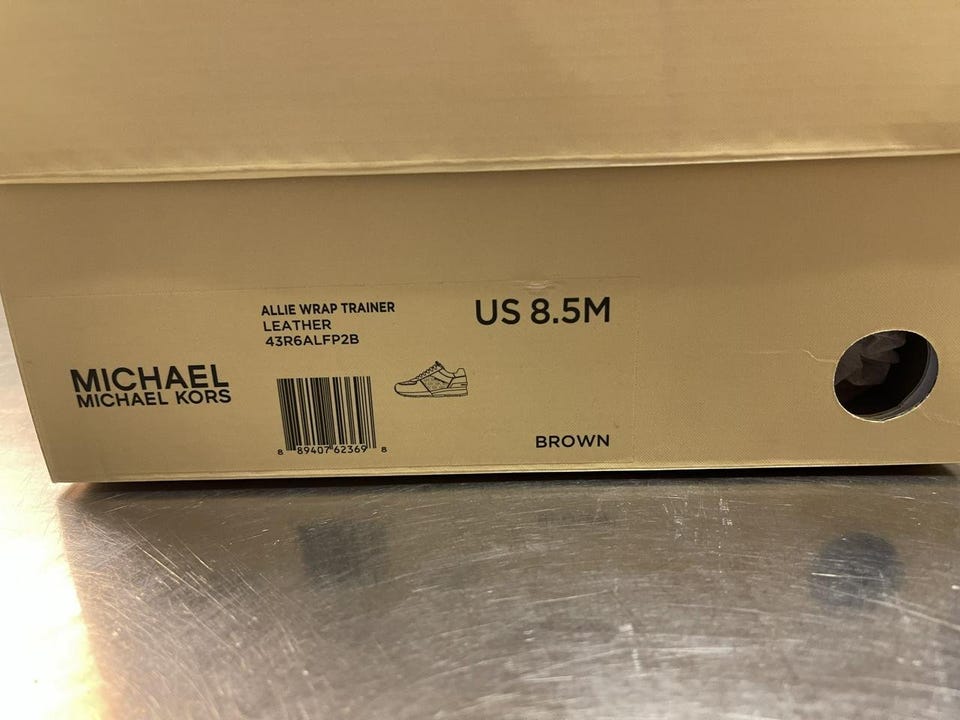 ALLIE WRAP TRAINER
LEATHER
43R6ALFP2B
US 8.5M
MICHAEL
MICHAEL KORS
8 89407 62369 8
BROWN